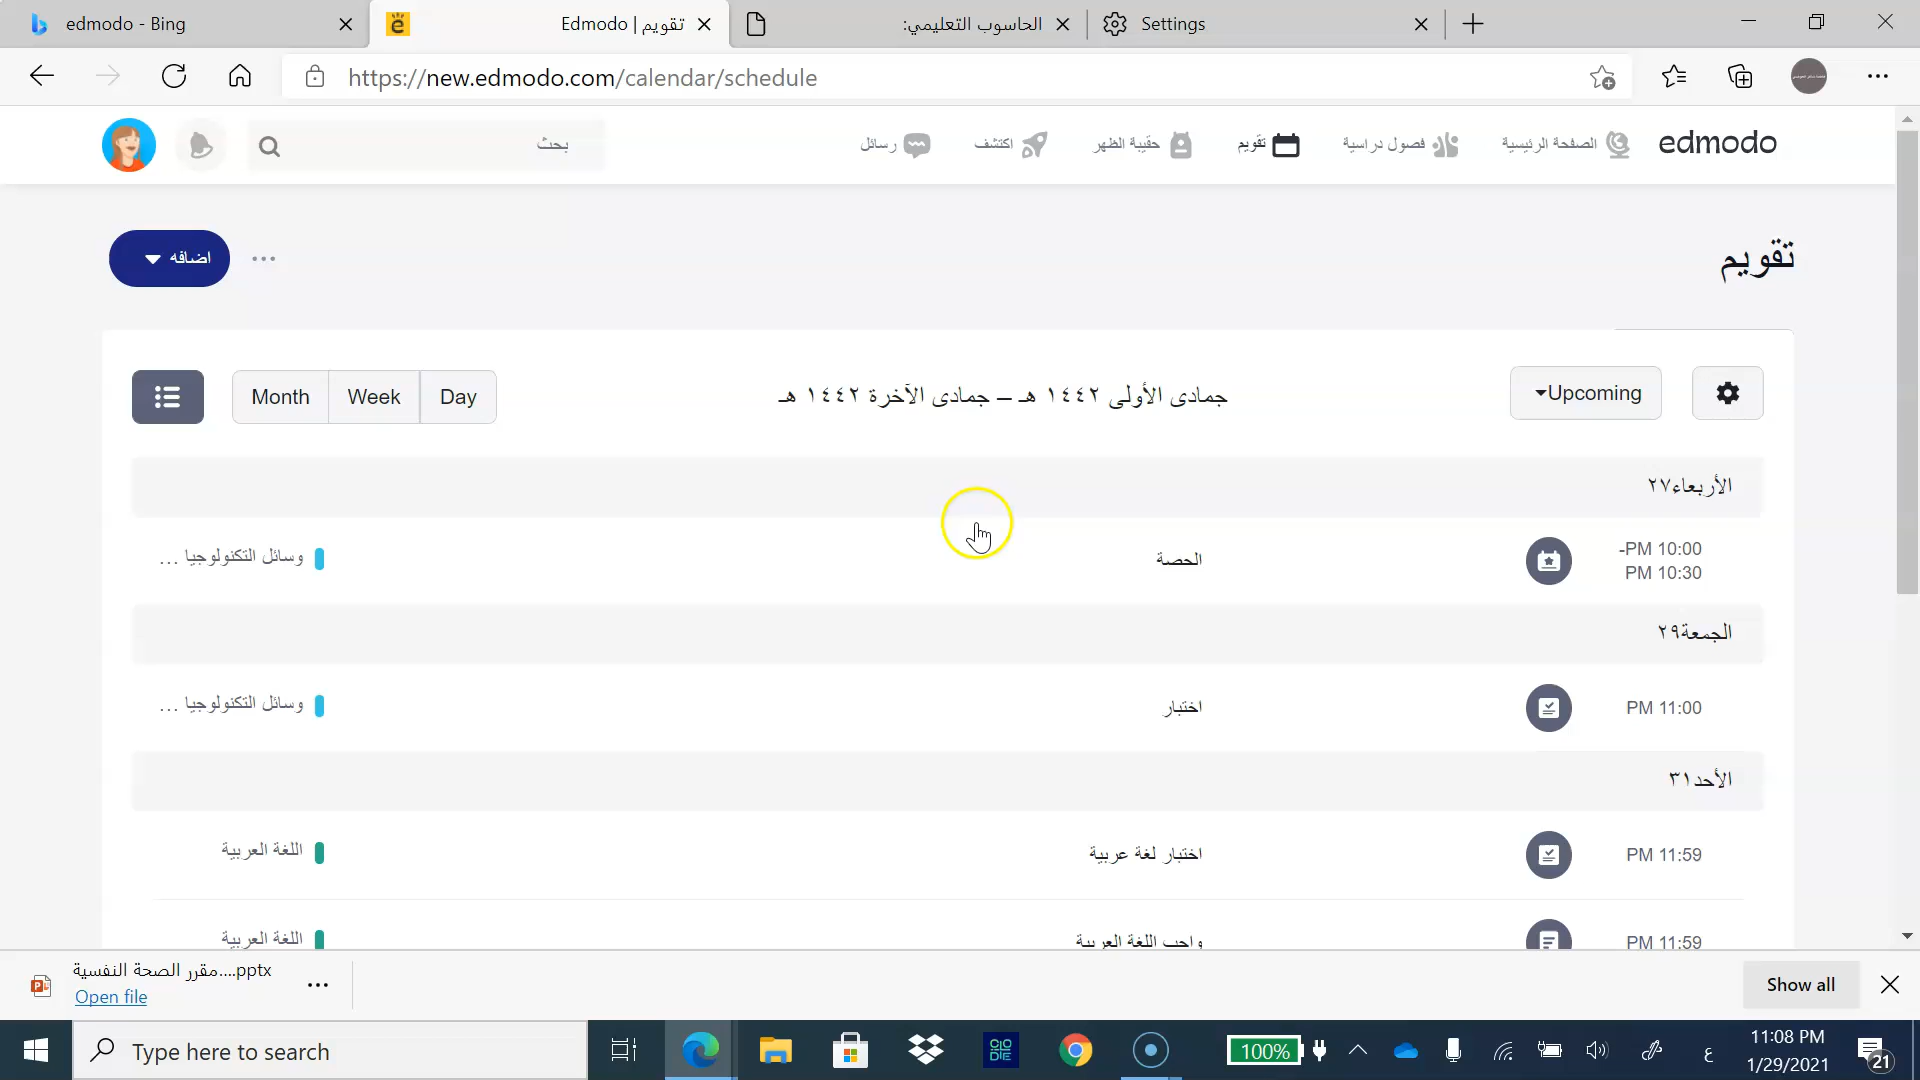 edmodo - Bing
Edmodo | تقويم
الحاسوب التعليمي:
Settings
https://new.edmodo.com/calendar/schedule
edmodo
الصفحة الرئيسية
فصول دراسية
تقويم
حقيبة الظهر
اكتشف
رسائل
بحث
تقويم
اضافه
Upcoming
جمادى الأولى ١٤٤٢ هـ – جمادى الآخرة ١٤٤٢ هـ
Month Week Day
الأربعاء٢٧
PM 10:00-
PM 10:30
الحصة
وسائل التكنولوجيا ...
الجمعة٢٩
PM 11:00
اختبار
وسائل التكنولوجيا ...
الأحد٣١
PM 11:59
اختبار لغة عربية
اللغة العربية
PM 11:59
واجب اللغة العربية
اللغة العربية
مقرر الصحة النفسية....pptx
Open file
Show all
Type here to search
CODE
100%
ع
11:08 PM
1/29/2021
21